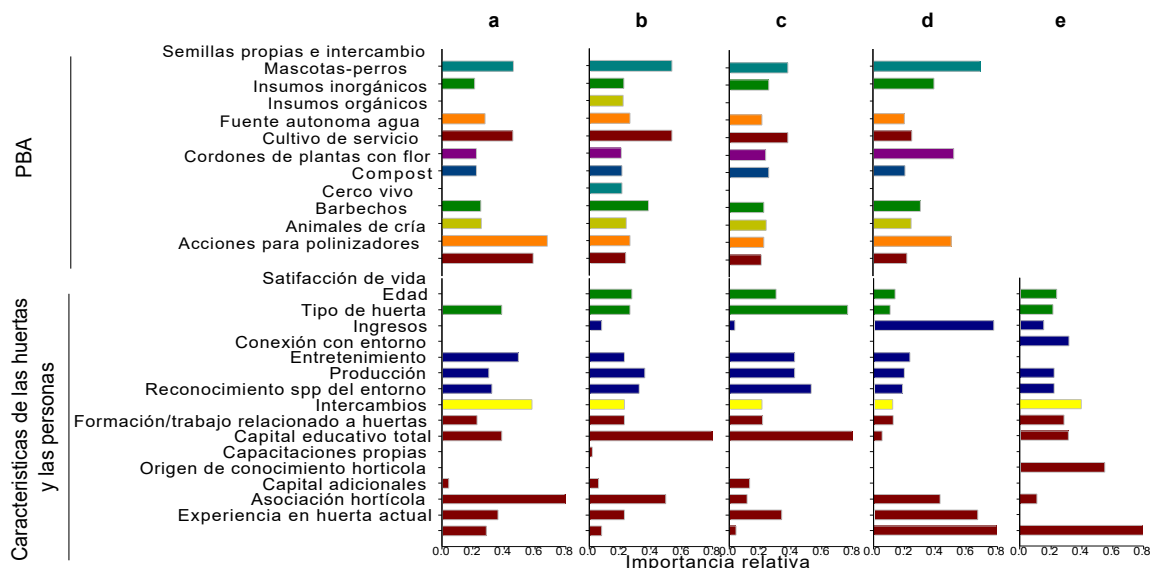 a b c d e
Semillas propias e intercambio
Mascotas-perros
Insumos inorgánicos
Insumos orgánicos
Fuente autonoma agua
Cultivo de servicio
Cordones de plantas con flor
Compost
Cerco vivo
Barbechos
Animales de cría
Acciones para polinizadores
PBA
Satifacción de vida
Edad
Tipo de huerta
Ingresos
Conexión con entorno
Entretenimiento
Producción
Reconocimiento spp del entorno
Intercambios
Formación/trabajo relacionado a huertas
Capital educativo total
Capacitaciones propias
Origen de conocimiento horticola
Capital adicionales
Asociación hortícola
Experiencia en huerta actual
Caracteristicas de las huertas
y las personas
0.0 0.2 0.4 0.6 0.8 0.0 0.2 0.4 0.6 0.8 0.0 0.2 0.4 0.6 0.8 0.0 0.2 0.4 0.6 0.8 0.0 0.2 0.4 0.6 0.8
Importancia relativa